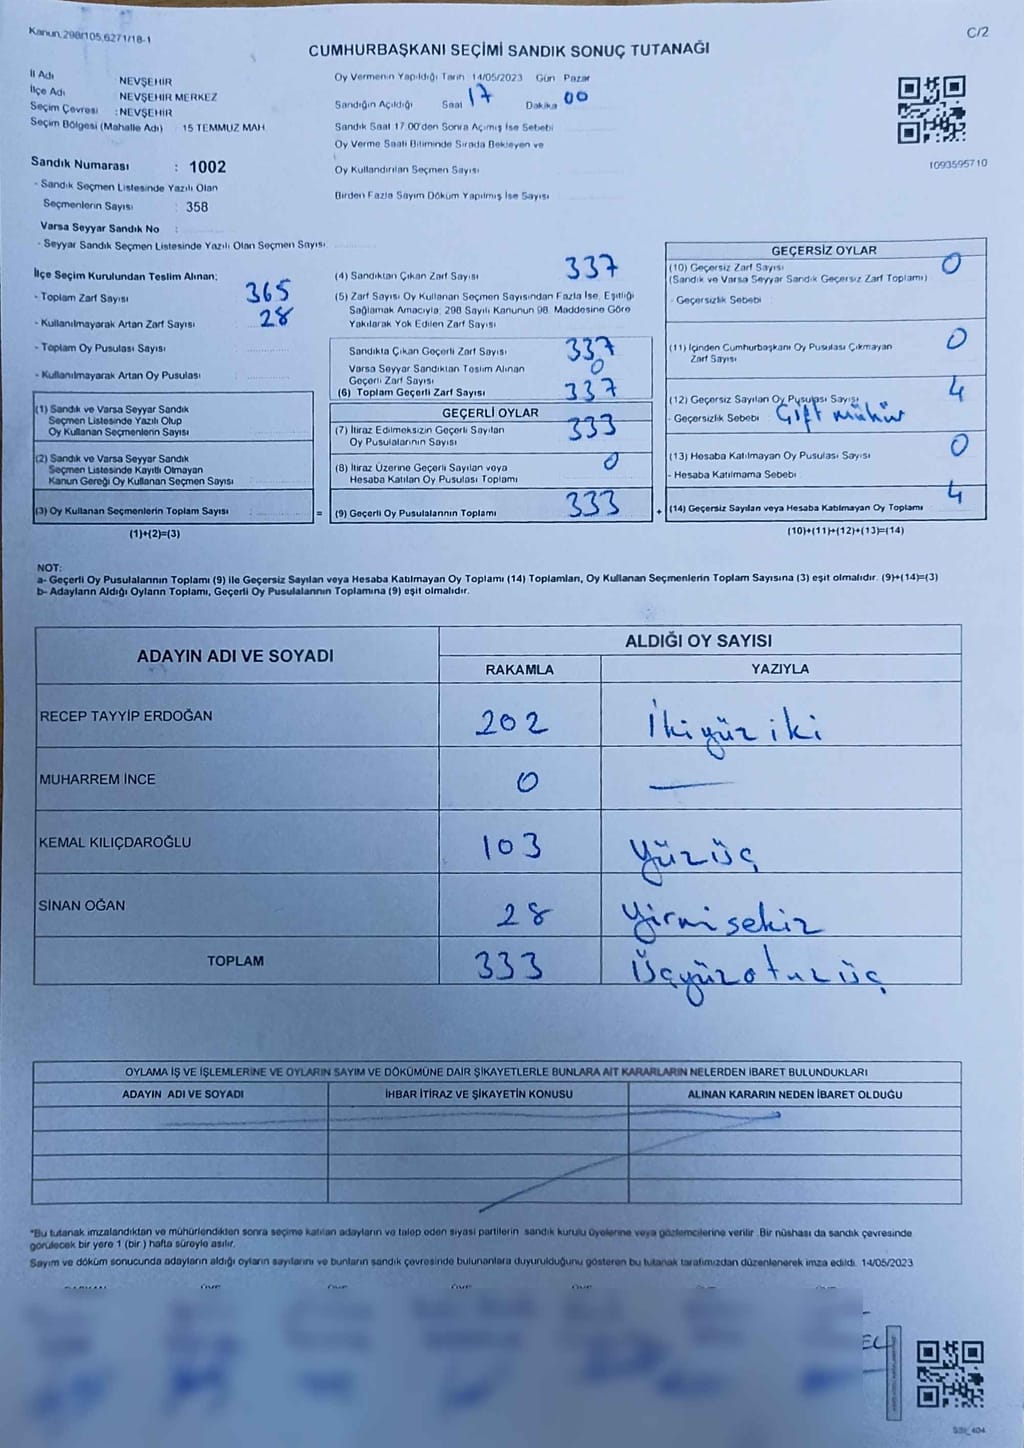 Kanun,298/105,6271/18-1
C/2
CUMHURBAŞKANI SEÇİMİ SANDIK SONUÇ TUTANAĞI
İl Adı NEVŞEHİR
İlçe Adı NEVŞEHİR MERKEZ
Seçim Çevresi : NEVŞEHİR
Seçim Bölgesi (Mahalle Adı) 15 TEMMUZ MAH.
Sandık Numarası : 1002
- Sandık Seçmen Listesinde Yazılı Olan
Seçmenlerin Sayısı : 358
Varsa Seyyar Sandık No :
- Seyyar Sandık Seçmen Listesinde Yazılı Olan Seçmen Sayısı
Oy Vermenin Yapıldığı Tarih 14/05/2023 Gün Pazar
Sandığın Açıldığı Saat 17 Dakika 00
Sandık Saat 17.00'den Sonra Açımış İse Sebebi
Oy Verme Saati Bitiminde Sırada Bekleyen ve
Oy Kullandırılan Seçmen Sayısı
Birden Fazla Sayım Döküm Yapılmış İse Sayısı
1093595710
İlçe Seçim Kurulundan Teslim Alınan;
- Toplam Zarf Sayısı 365
- Kullanılmayarak Artan Zarf Sayısı 28
- Toplam Oy Pusulası Sayısı
- Kullanılmayarak Artan Oy Pusulası
(1) Sandık ve Varsa Seyyar Sandık
Seçmen Listesinde Yazılı Olup
Oy Kullanan Seçmenlerin Sayısı
(2) Sandık ve Varsa Seyyar Sandık
Seçmen Listesinde Kayıtlı Olmayan
Kanun Gereği Oy Kullanan Seçmen Sayısı
(3) Oy Kullanan Seçmenlerin Toplam Sayısı
(1)+(2)=(3)
(4) Sandıktan Çıkan Zarf Sayısı 337
(5) Zarf Sayısı Oy Kullanan Seçmen Sayısından Fazla İse, Eşitliği
Sağlamak Amacıyla; 298 Sayılı Kanunun 98. Maddesine Göre
Yakılarak Yok Edilen Zarf Sayısı
Sandıkta Çıkan Geçerli Zarf Sayısı 337
Varsa Seyyar Sandıktan Teslim Alınan
Geçerli Zarf Sayısı 0
(6) Toplam Geçerli Zarf Sayısı 337
GEÇERLİ OYLAR
(7) İtiraz Edilmeksizin Geçerli Sayılan
Oy Pusulalarının Sayısı 333
(8) İtiraz Üzerine Geçerli Sayılan veya
Hesaba Katılan Oy Pusulası Toplamı 0
= (9) Geçerli Oy Pusulalarının Toplamı 333
GEÇERSİZ OYLAR
(10) Geçersiz Zarf Sayısı 0
(Sandık ve Varsa Seyyar Sandık Geçersiz Zarf Toplamı)
- Geçersizlik Sebebi
(11) İçinden Cumhurbaşkanı Oy Pusulası Çıkmayan 0
Zarf Sayısı
(12) Geçersiz Sayılan Oy Pusulası Sayısı 4
- Geçersizlik Sebebi Çift mühür
(13) Hesaba Katılmayan Oy Pusulası Sayısı 0
- Hesaba Katılmama Sebebi
+ (14) Geçersiz Sayılan veya Hesaba Katılmayan Oy Toplamı 4
(10)+(11)+(12)+(13)=(14)
NOT:
a- Geçerli Oy Pusulalarının Toplamı (9) ile Geçersiz Sayılan veya Hesaba Katılmayan Oy Toplamı (14) Toplamları, Oy Kullanan Seçmenlerin Toplam Sayısına (3) eşit olmalıdır. (9)+(14)=(3)
b- Adayların Aldığı Oyların Toplamı, Geçerli Oy Pusulalarının Toplamına (9) eşit olmalıdır.
ADAYIN ADI VE SOYADI ALDIĞI OY SAYISI
RAKAMLA YAZIYLA
RECEP TAYYİP ERDOĞAN 202 İkiyüz iki
MUHARREM İNCE 0 —
KEMAL KILIÇDAROĞLU 103 yüzüç
SİNAN OĞAN 28 yirmisekiz
TOPLAM 333 Üçyüzotuzüç
OYLAMA İŞ VE İŞLEMLERİNE VE OYLARIN SAYIM VE DÖKÜMÜNE DAİR ŞİKAYETLERLE BUNLARA AİT KARARLARIN NELERDEN İBARET BULUNDUKLARI
ADAYIN ADI VE SOYADI İHBAR İTİRAZ VE ŞİKAYETİN KONUSU ALINAN KARARIN NEDEN İBARET OLDUĞU
*Bu tutanak imzalandıktan ve mühürlendikten sonra seçime katılan adayların ve talep eden siyasi partilerin sandık kurulu üyelerine veya gözlemcilerine verilir. Bir nüshası da sandık çevresinde
görülecek bir yere 1 (bir ) hafta süreyle asılır.
Sayım ve döküm sonucunda adayların aldığı oyların sayılarını ve bunların sandık çevresinde bulunanlara duyurulduğunu gösteren bu tutanak tarafımızdan düzenlenerek imza edildi. 14/05/2023